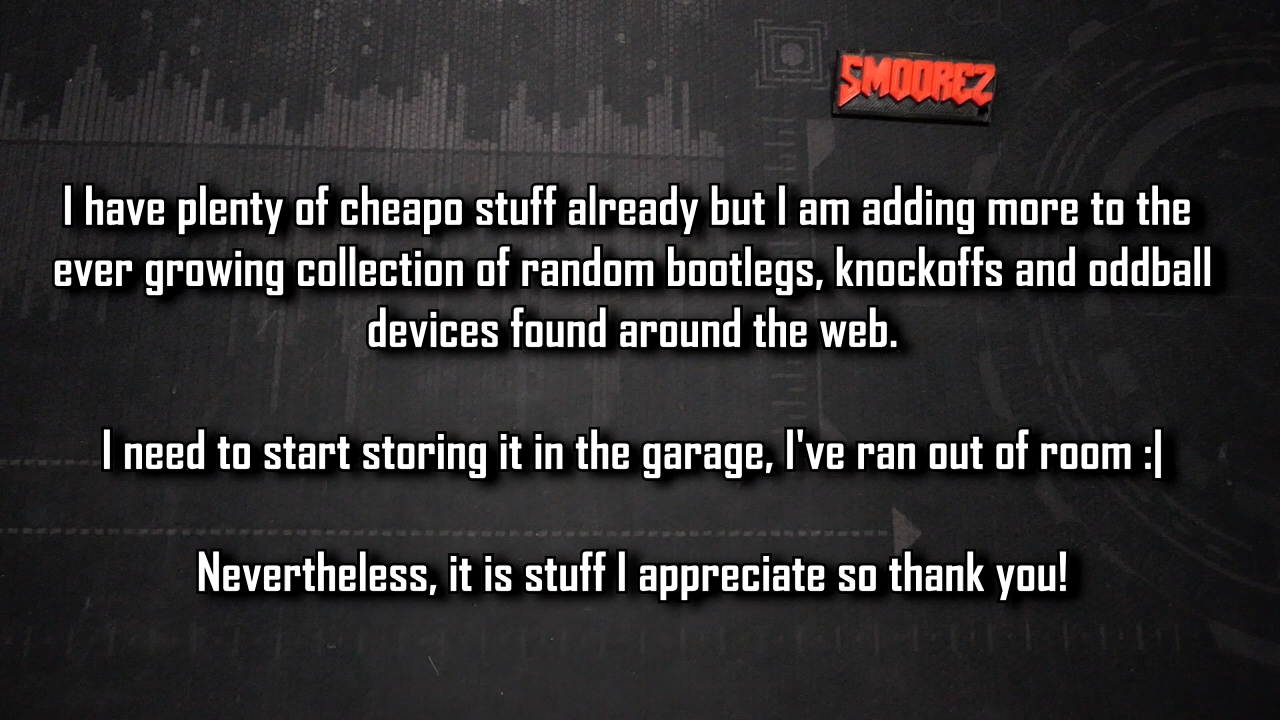 SMOOREZ
I have plenty of cheapo stuff already but I am adding more to the
ever growing collection of random bootlegs, knockoffs and oddball
devices found around the web.
I need to start storing it in the garage, I've ran out of room :|
Nevertheless, it is stuff I appreciate so thank you!